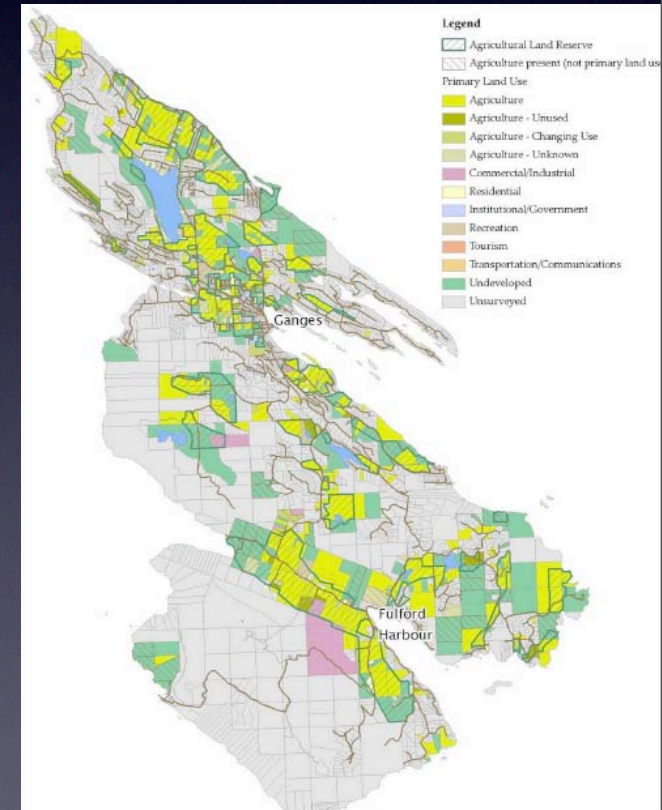 Legend
Agricultural Land Reserve
Agriculture present (not primary land use
Primary Land Use
Agriculture
Agriculture - Unused
Agriculture - Changing Use
Agriculture - Unknown
Commercial/Industrial
Residential
Institutional/Government
Recreation
Tourism
Transportation/Communications
Undeveloped
Unsurveyed
Ganges
Fulford
Harbour